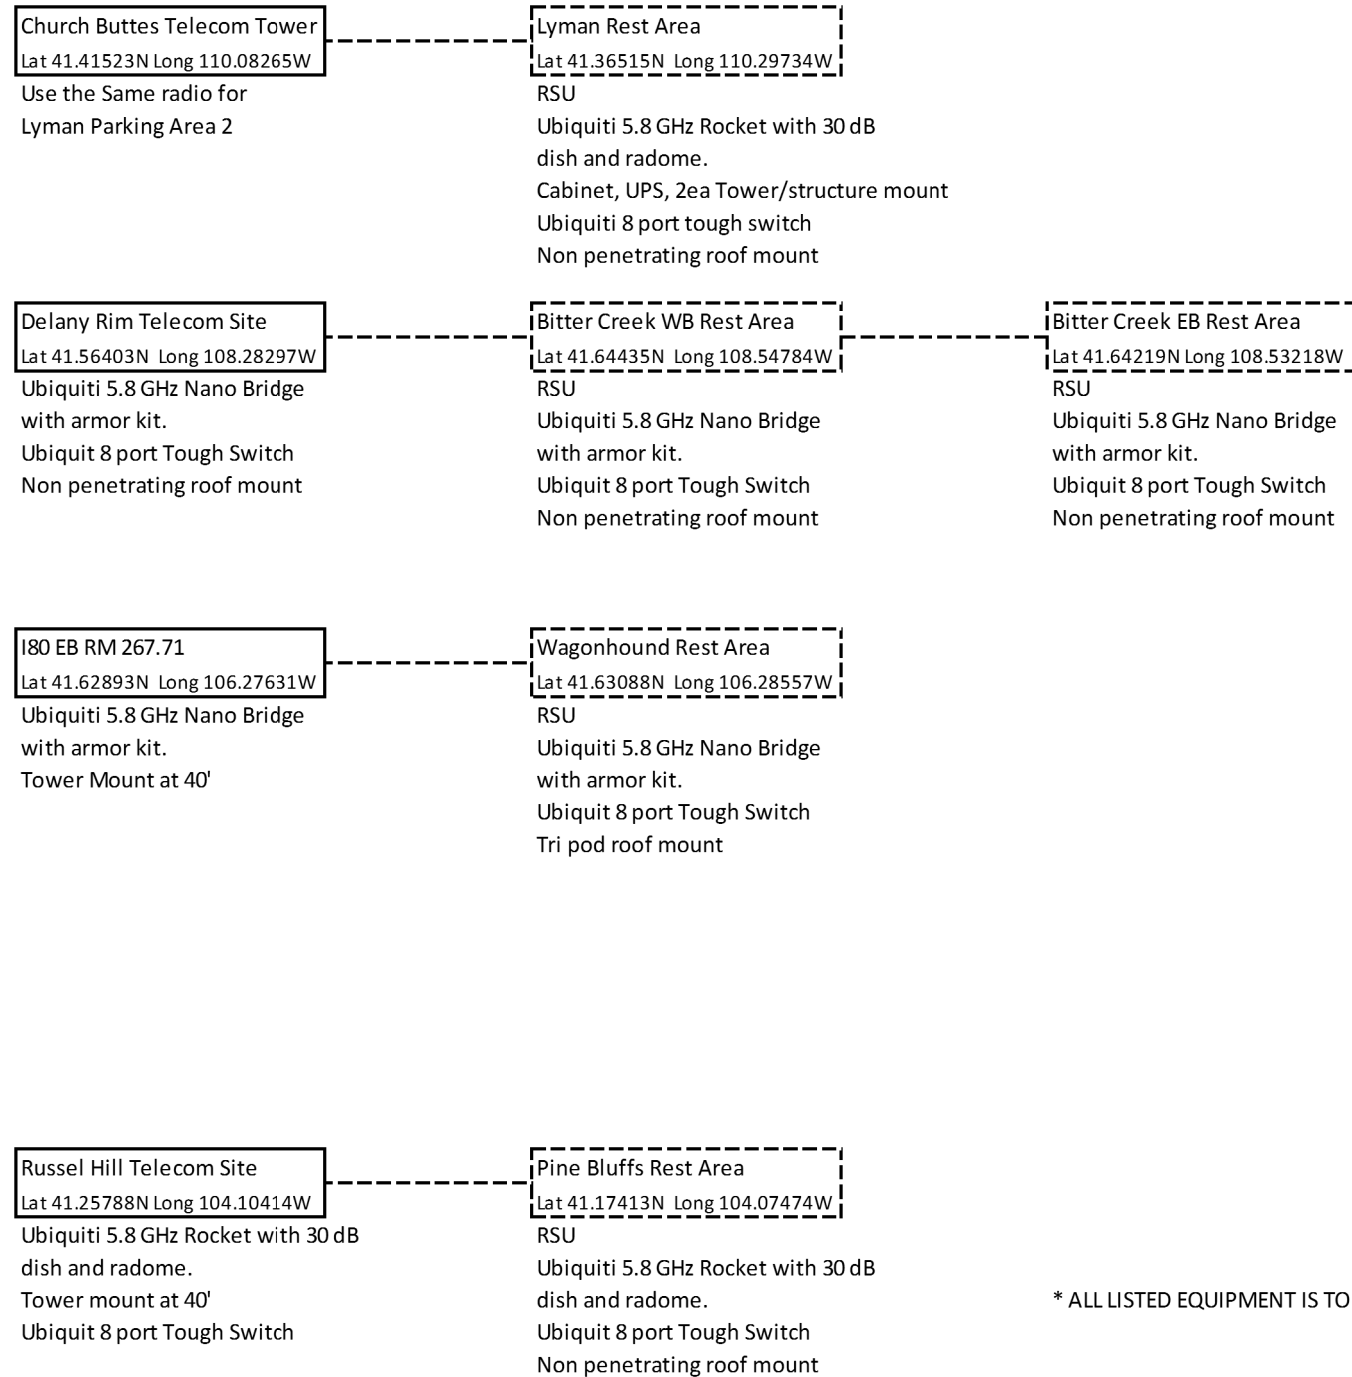 Church Buttes Telecom Tower
Lat 41.41523N Long 110.08265W
Use the Same radio for
Lyman Parking Area 2
Lyman Rest Area
Lat 41.36515N Long 110.29734W
RSU
Ubiquiti 5.8 GHz Rocket with 30 dB
dish and radome.
Cabinet, UPS, 2ea Tower/structure mount
Ubiquiti 8 port tough switch
Non penetrating roof mount
Delany Rim Telecom Site
Lat 41.56403N Long 108.28297W
Ubiquiti 5.8 GHz Nano Bridge
with armor kit.
Ubiquit 8 port Tough Switch
Non penetrating roof mount
Bitter Creek WB Rest Area
Lat 41.64435N Long 108.54784W
RSU
Ubiquiti 5.8 GHz Nano Bridge
with armor kit.
Ubiquit 8 port Tough Switch
Non penetrating roof mount
Bitter Creek EB Rest Area
Lat 41.64219N Long 108.53218W
RSU
Ubiquiti 5.8 GHz Nano Bridge
with armor kit.
Ubiquit 8 port Tough Switch
Non penetrating roof mount
I80 EB RM 267.71
Lat 41.62893N Long 106.27631W
Ubiquiti 5.8 GHz Nano Bridge
with armor kit.
Tower Mount at 40'
Wagonhound Rest Area
Lat 41.63088N Long 106.28557W
RSU
Ubiquiti 5.8 GHz Nano Bridge
with armor kit.
Ubiquit 8 port Tough Switch
Tri pod roof mount
Russel Hill Telecom Site
Lat 41.25788N Long 104.10414W
Ubiquiti 5.8 GHz Rocket with 30 dB
dish and radome.
Tower mount at 40'
Ubiquit 8 port Tough Switch
Pine Bluffs Rest Area
Lat 41.17413N Long 104.07474W
RSU
Ubiquiti 5.8 GHz Rocket with 30 dB
dish and radome.
Ubiquit 8 port Tough Switch
Non penetrating roof mount
* ALL LISTED EQUIPMENT IS TO